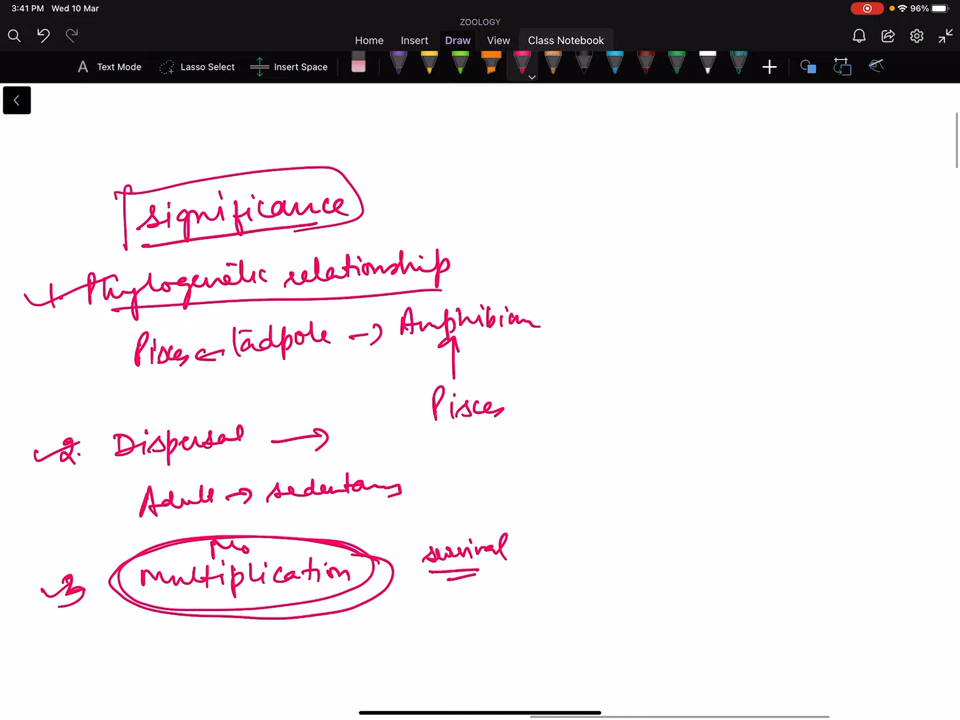 3:41 PM Wed 10 Mar
96%
ZOOLOGY
Home Insert Draw View Class Notebook
A Text Mode Lasso Select Insert Space
significance
1. Phylogenetic relationship
Pisces ← Tadpole → Amphibian
Pisces
2. Dispersal →
Adult → sedentary
3 multiplication survival